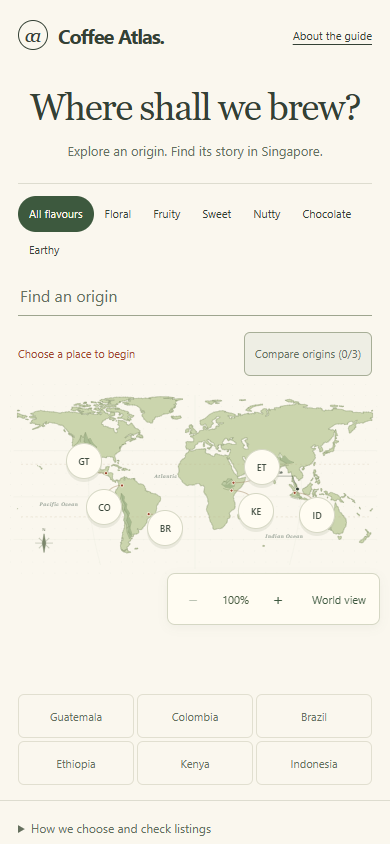 ca Coffee Atlas. About the guide
Where shall we brew?
Explore an origin. Find its story in Singapore.
All flavours Floral Fruity Sweet Nutty Chocolate
Earthy
Find an origin
Choose a place to begin Compare origins (0/3)
GT
ET
Atlantic
CO
Pacific Ocean
KE
ID
BR
N
Indian Ocean
− 100% + World view
Guatemala Colombia Brazil
Ethiopia Kenya Indonesia
▶ How we choose and check listings